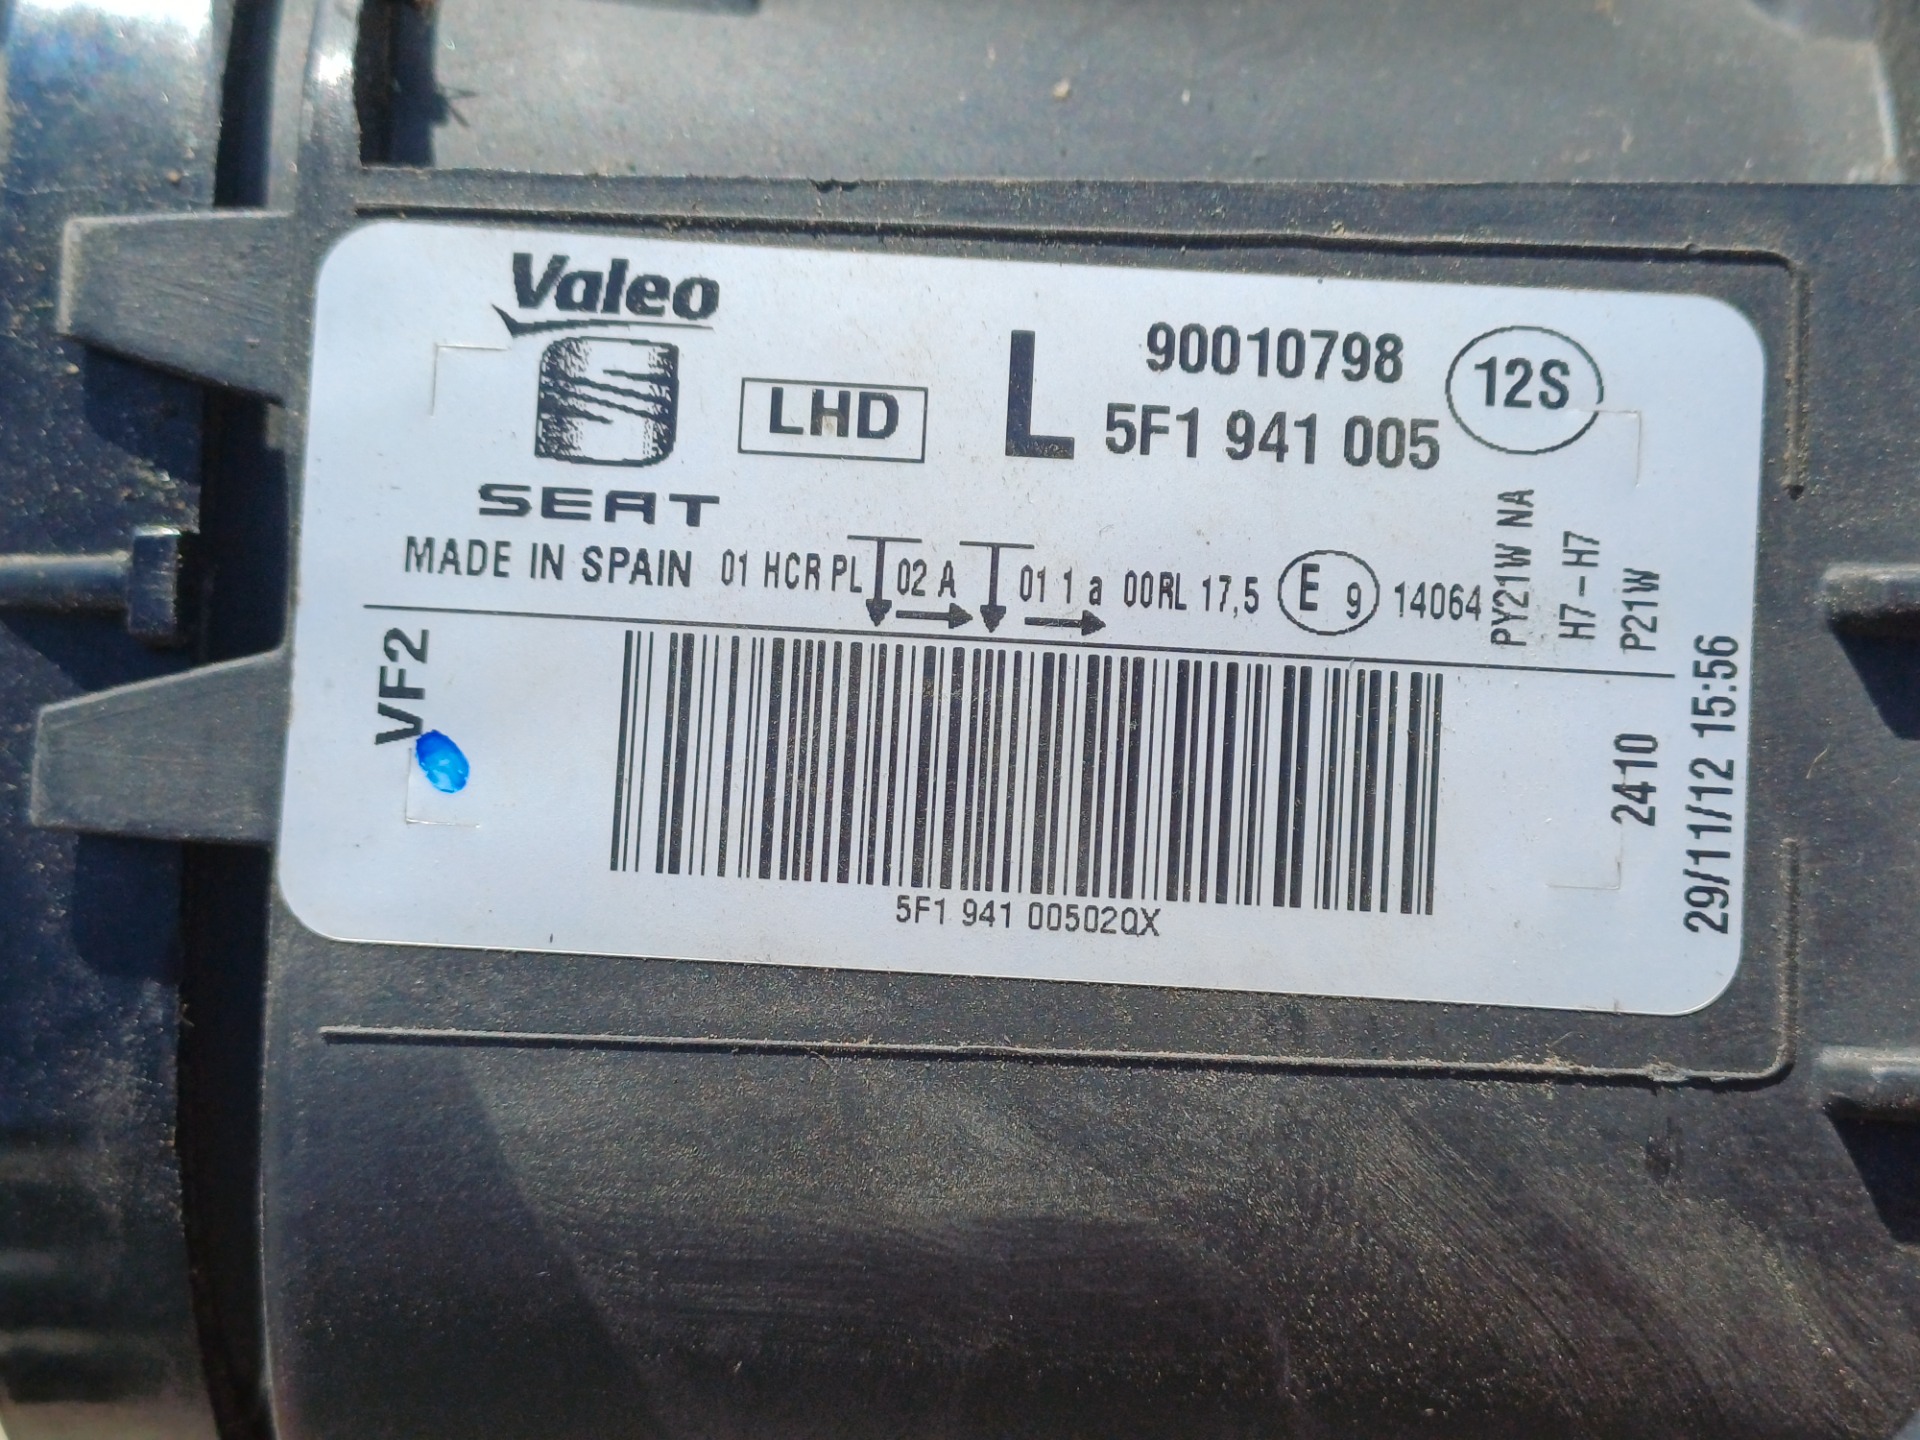 Valeo
SEAT
LHD
L
90010798
5F1 941 005
12S
MADE IN SPAIN 01 HCR PL 02 A 01 1 a 00RL 17,5 E 9 14064
PY21W NA
H7-H7
P21W
VF2
5F1 941 005020X
2410
29/11/12 15:56